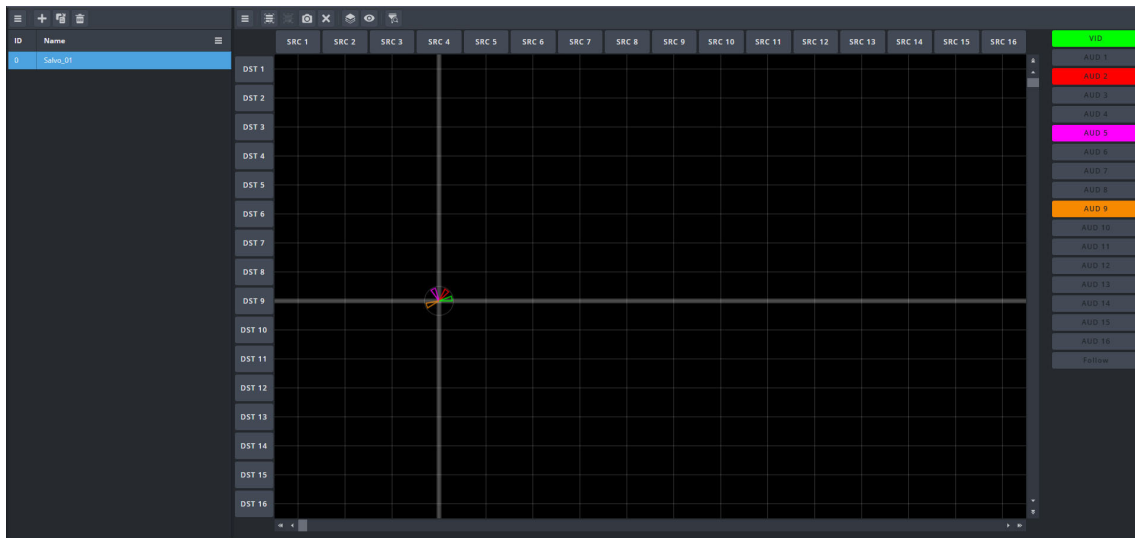 ID Name
0 Salvo_01
SRC 1 SRC 2 SRC 3 SRC 4 SRC 5 SRC 6 SRC 7 SRC 8 SRC 9 SRC 10 SRC 11 SRC 12 SRC 13 SRC 14 SRC 15 SRC 16
DST 1
DST 2
DST 3
DST 4
DST 5
DST 6
DST 7
DST 8
DST 9
DST 10
DST 11
DST 12
DST 13
DST 14
DST 15
DST 16
VID
AUD 1
AUD 2
AUD 3
AUD 4
AUD 5
AUD 6
AUD 7
AUD 8
AUD 9
AUD 10
AUD 11
AUD 12
AUD 13
AUD 14
AUD 15
AUD 16
Follow